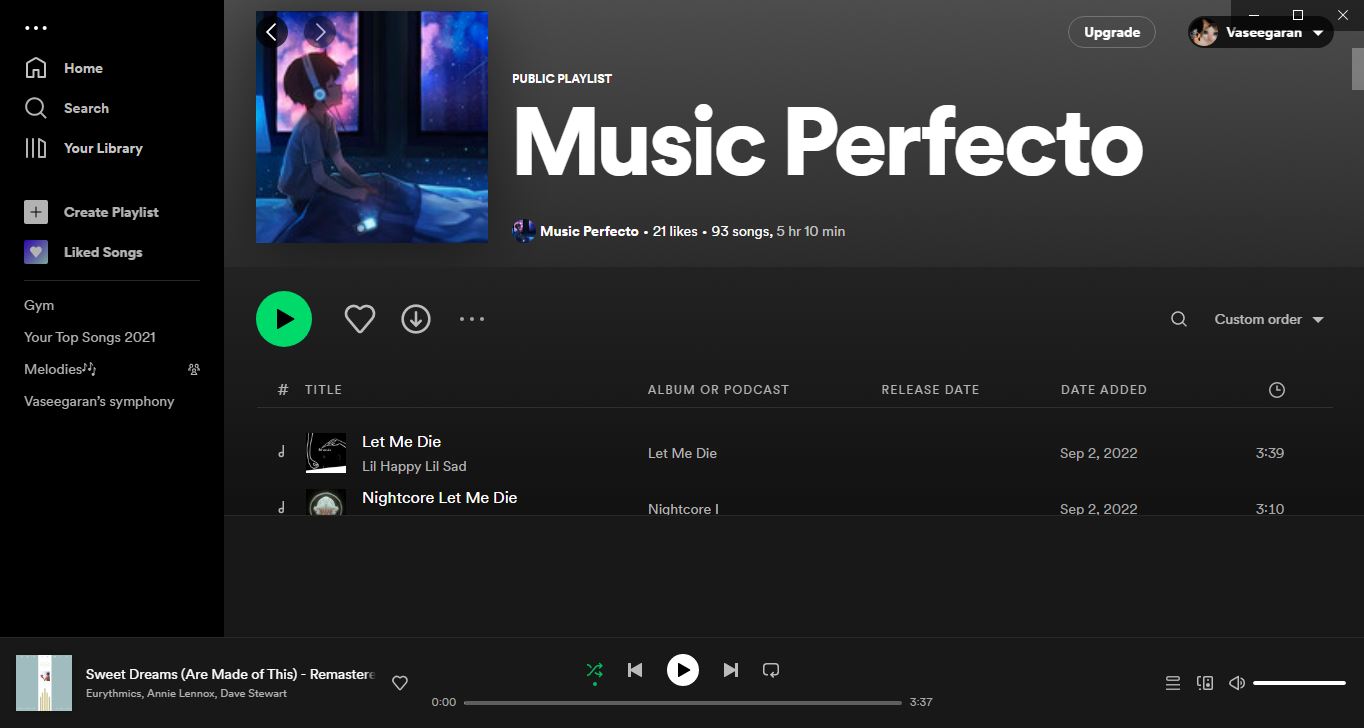 Home
Search
Your Library
Create Playlist
Liked Songs
Gym
Your Top Songs 2021
Melodies🎶
Vaseegaran's symphony
Upgrade
Vaseegaran
PUBLIC PLAYLIST
Music Perfecto
Music Perfecto • 21 likes • 93 songs, 5 hr 10 min
Custom order
# TITLE ALBUM OR PODCAST RELEASE DATE DATE ADDED
Let Me Die
Lil Happy Lil Sad
Let Me Die Sep 2, 2022 3:39
Nightcore Let Me Die
Nightcore I Sep 2, 2022 3:10
Sweet Dreams (Are Made of This) - Remastere
Eurythmics, Annie Lennox, Dave Stewart
0:00 3:37